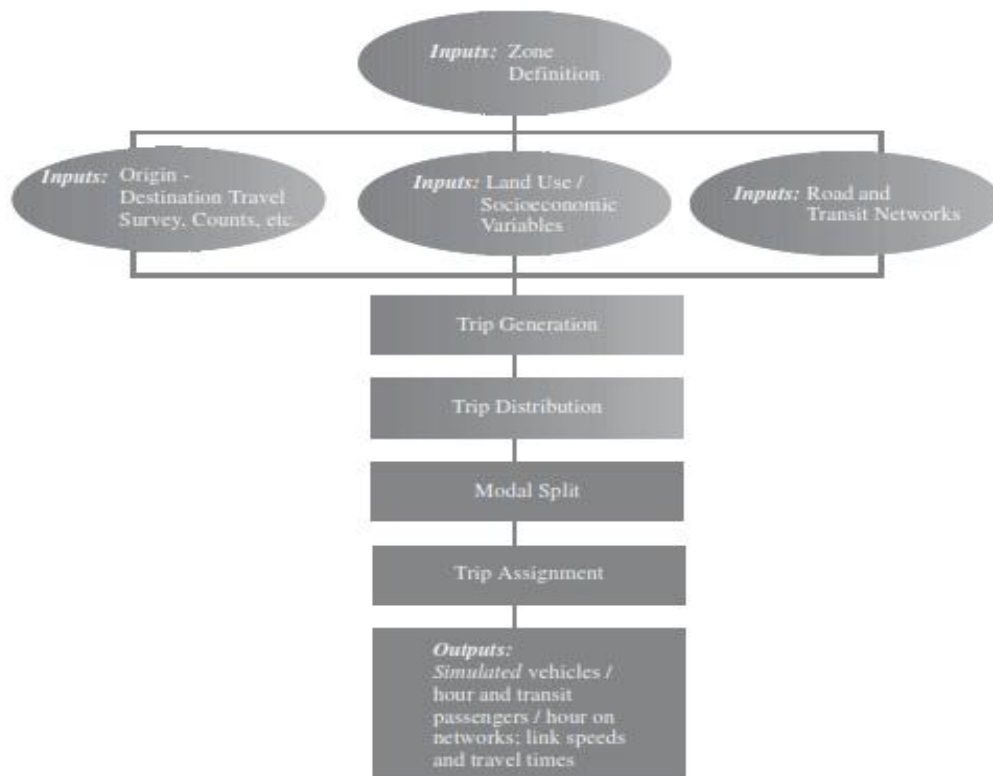 Inputs: Zone
Definition
Inputs: Origin -
Destination Travel
Survey, Counts, etc
Inputs: Land Use /
Socioeconomic
Variables
Inputs: Road and
Transit Networks
Trip Generation
Trip Distribution
Modal Split
Trip Assignment
Outputs:
Simulated vehicles /
hour and transit
passengers / hour on
networks; link speeds
and travel times